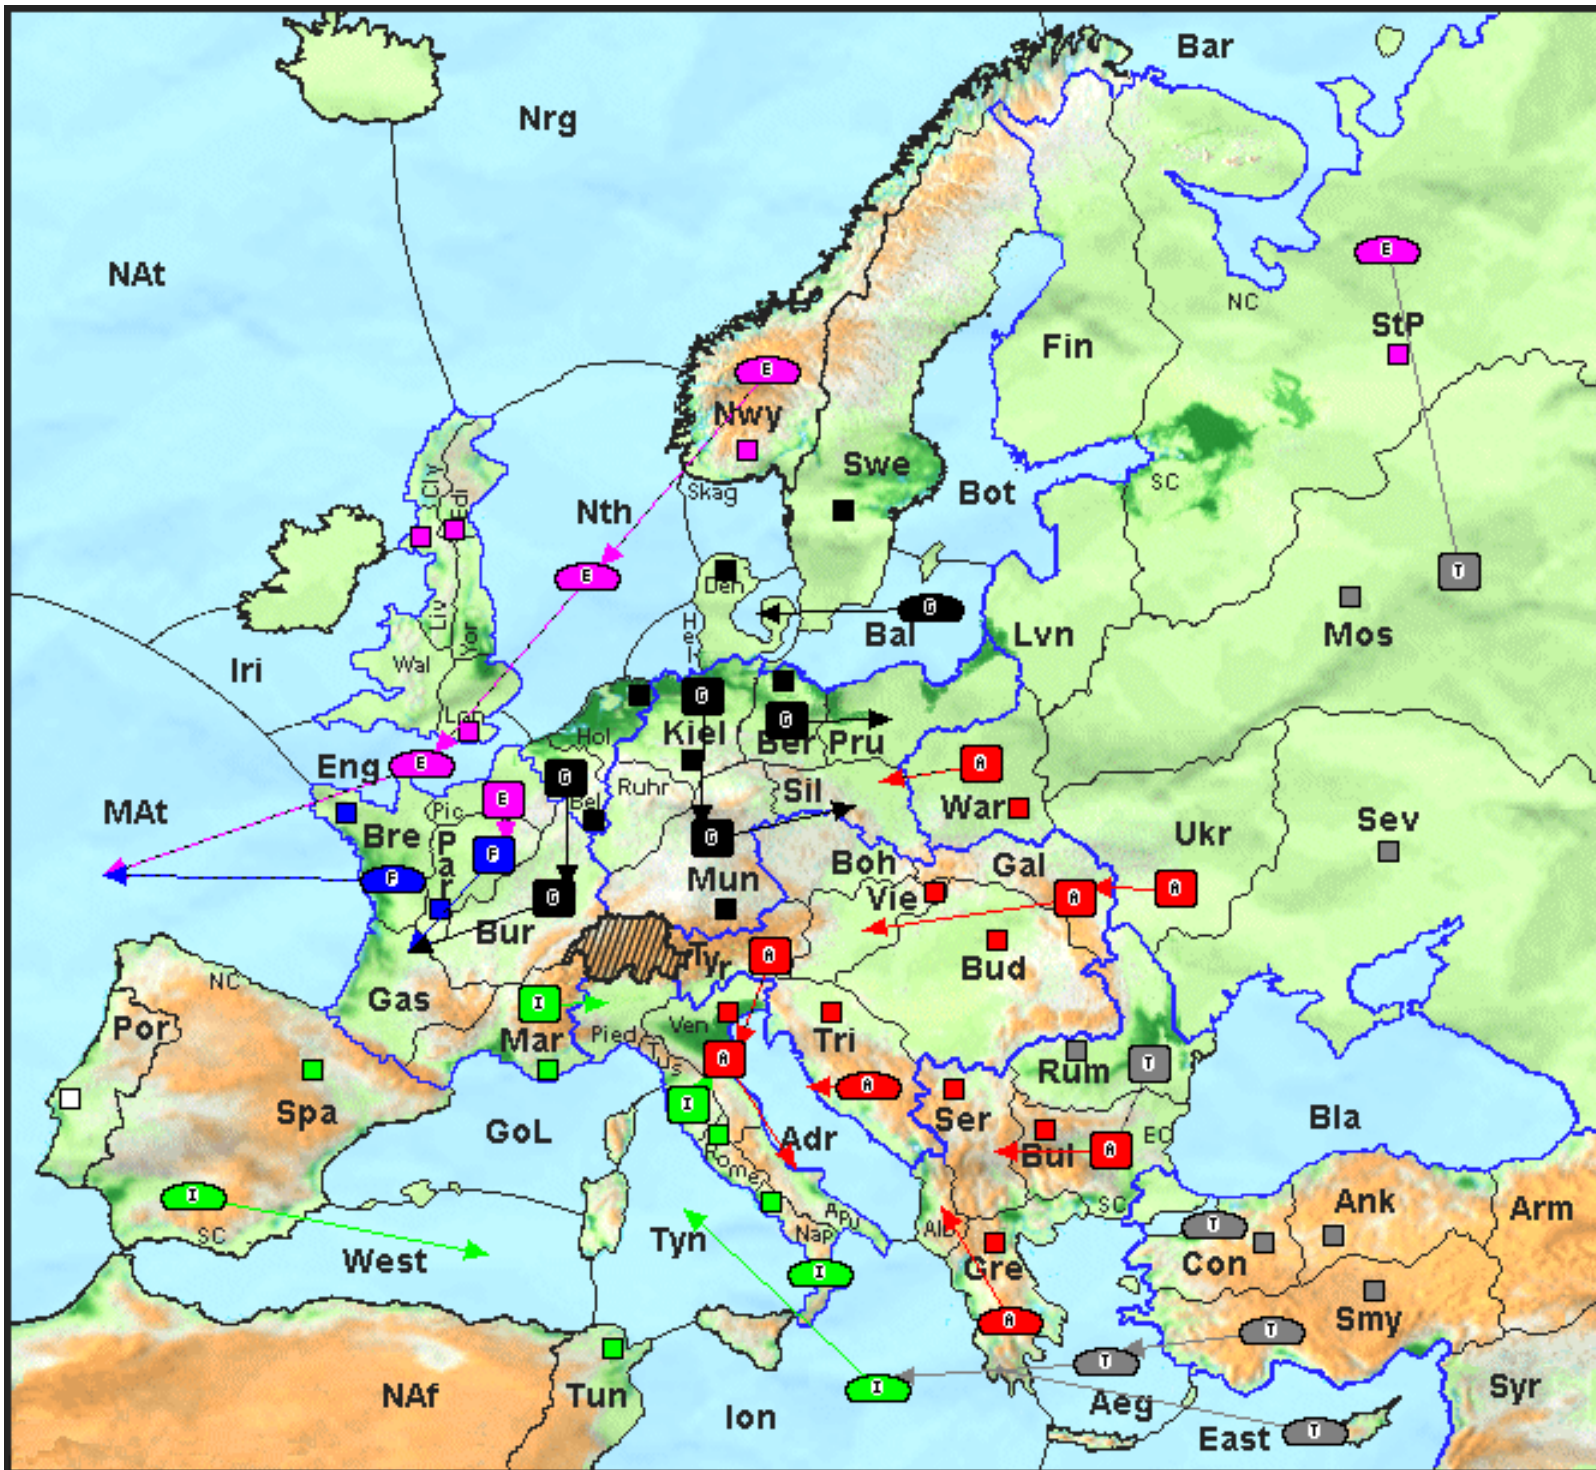 Bar
Nrg
NAt
E
NC
StP
Fin
E
Nwy
Swe
Bot
SC
Skag
Cly
Edi
Nth
E
T
Den
G
Hel
Bal
Lvn
Mos
Iri
Liv
Yor
Wal
Lon
G
Kiel
G
Ber
Pru
Hol
Eng
E
E
G
Bel
Ruhr
Sil
A
War
MAt
Bre
Pic
Par
F
F
G
Mun
Boh
Gal
Ukr
Sev
Vie
A
A
G
Bur
Tyr
A
Bud
NC
Gas
I
Mar
Pied
Ven
Tri
Por
Tus
A
A
Rum
T
Spa
GoL
I
Rome
Adr
Ser
Bul
A
EC
Bla
I
SC
West
Tyn
Nap
Apu
Alb
Gre
SC
T
Con
Ank
Arm
I
A
T
Smy
NAf
Tun
Ion
I
T
Aeg
East
T
Syr